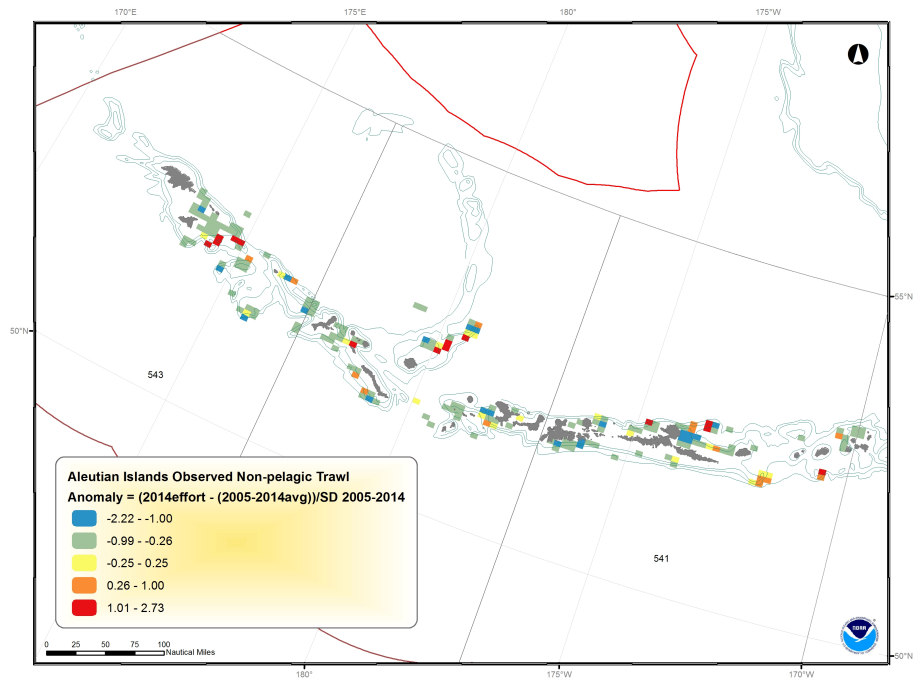 170°E 175°E 180° 175°W
55°N
50°N
543
541
Aleutian Islands Observed Non-pelagic Trawl
Anomaly = (2014effort - (2005-2014avg))/SD 2005-2014
-2.22 - -1.00
-0.99 - -0.26
-0.25 - 0.25
0.26 - 1.00
1.01 - 2.73
0 25 50 75 100
Nautical Miles
NOAA
50°N
180° 175°W 170°W